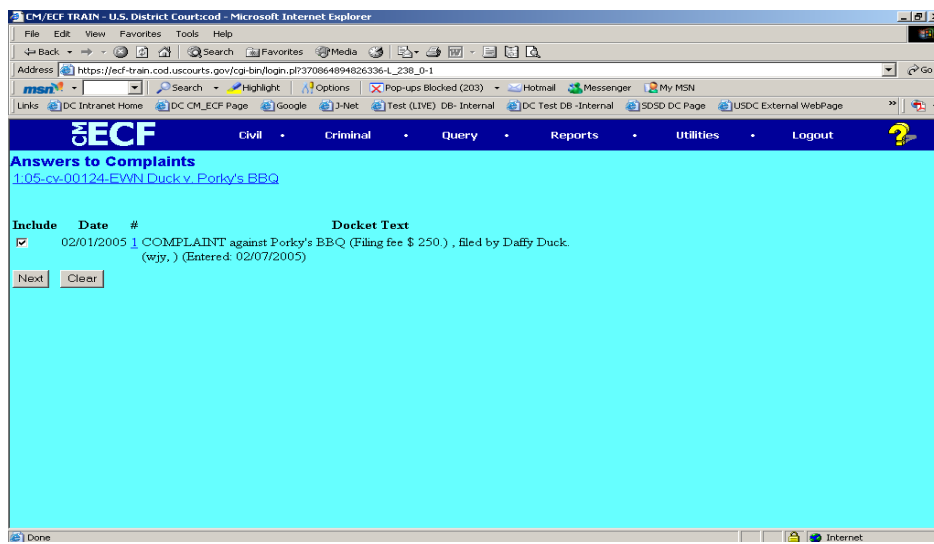 CM/ECF TRAIN - U.S. District Court:cod - Microsoft Internet Explorer
File Edit View Favorites Tools Help
Back Search Favorites Media
Address https://ecf-train.cod.uscourts.gov/cgi-bin/login.pl?370864894826336-L_238_0-1 Go
msn Search Highlight Options Pop-ups Blocked (203) Hotmail Messenger My MSN
Links DC Intranet Home DC CM_ECF Page Google J-Net Test (LIVE) DB- Internal DC Test DB -Internal SDSD DC Page USDC External WebPage »
CM ECF Civil • Criminal • Query • Reports • Utilities • Logout ?
Answers to Complaints
1:05-cv-00124-EWN Duck v. Porky's BBQ
Include Date # Docket Text
02/01/2005 1 COMPLAINT against Porky's BBQ (Filing fee $ 250.) , filed by Daffy Duck.
(wjy, ) (Entered: 02/07/2005)
Next Clear
Done Internet